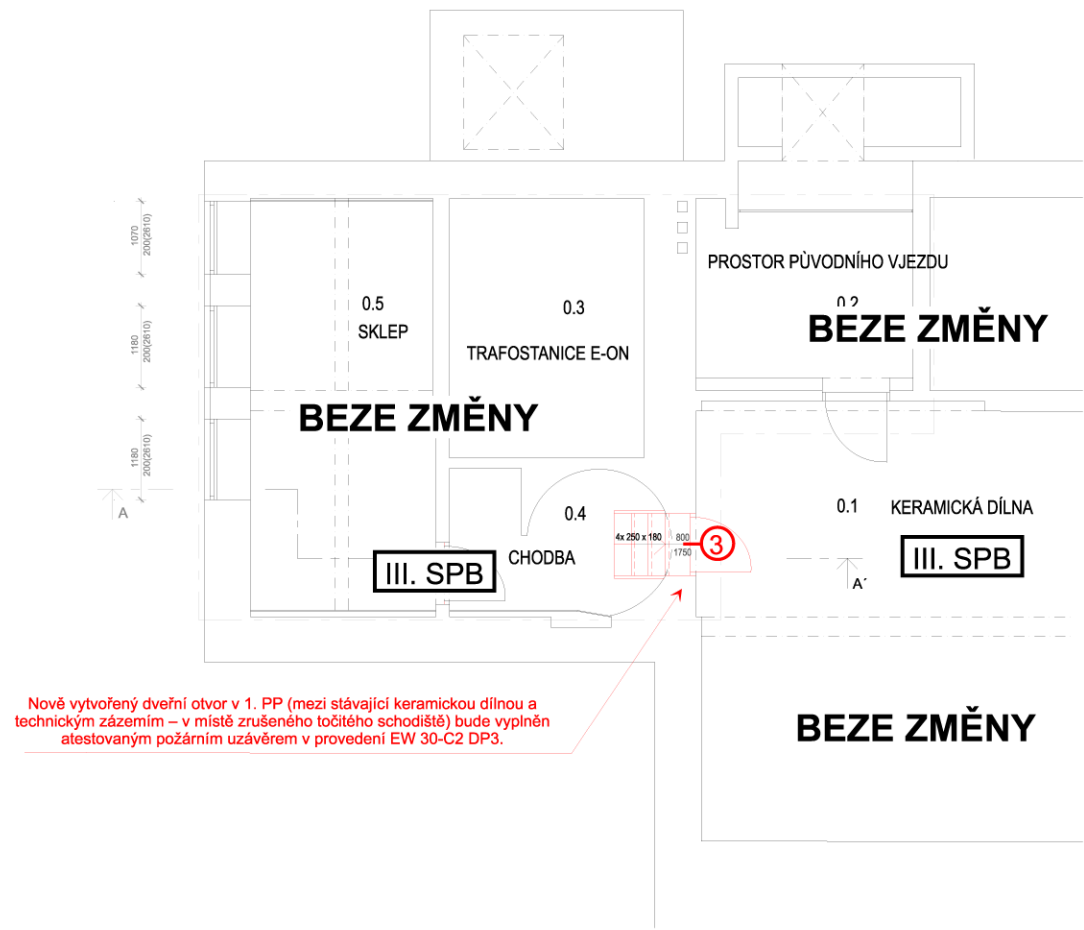 PROSTOR PÙVODNÍHO VJEZDU
0.2
BEZE ZMĚNY
1070
200(2610)
0.5
SKLEP
0.3
TRAFOSTANICE E-ON
1180
200(2610)
BEZE ZMĚNY
1180
200(2610)
A
0.4
CHODBA
III. SPB
4x 250 x 180
800
1750
3
0.1
KERAMICKÁ DÍLNA
III. SPB
A´
Nově vytvořený dveřní otvor v 1. PP (mezi stávající keramickou dílnou a
technickým zázemím – v místě zrušeného točitého schodiště) bude vyplněn
atestovaným požárním uzávěrem v provedení EW 30-C2 DP3.
BEZE ZMĚNY